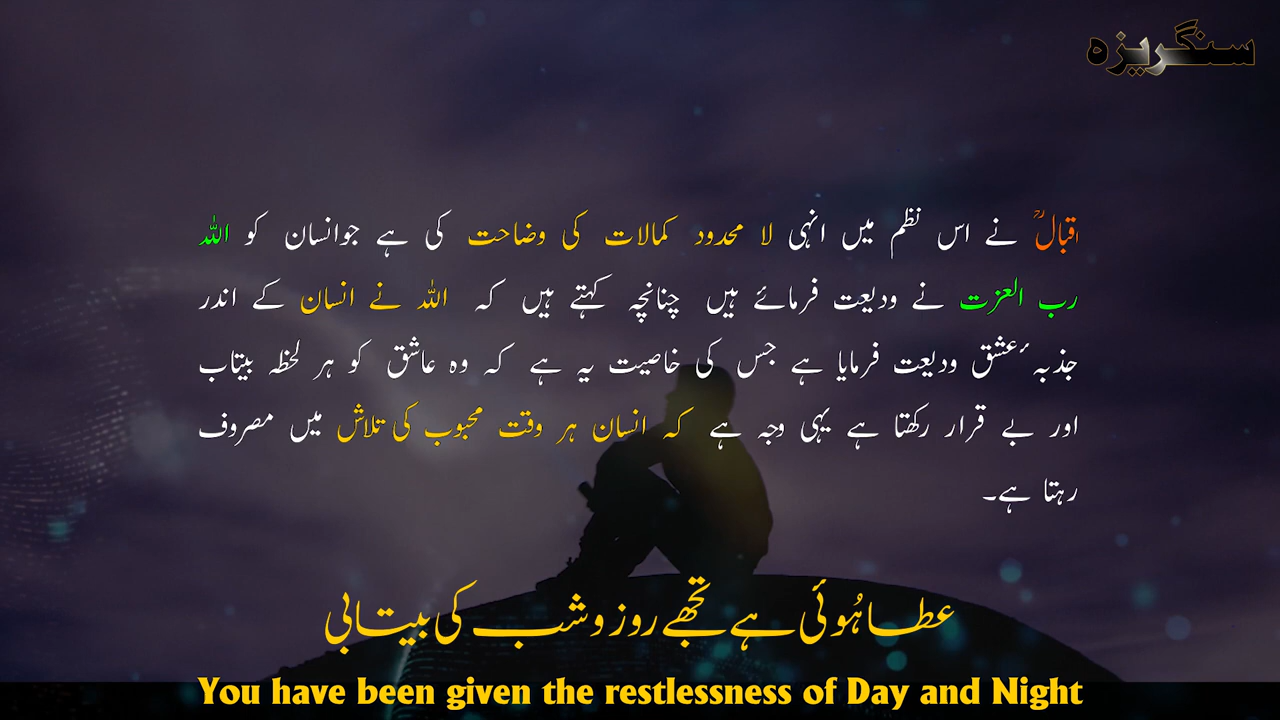 سنگریزہ
اقبالؒ نے اس نظم میں انہی لا محدود کمالات کی وضاحت کی ہے جوانسان کو اللہ
رب العزت نے ودیعت فرمائے ہیں چنانچہ کہتے ہیں کہ اللہ نے انسان کے اندر
جذبہ ٔعشق ودیعت فرمایا ہے جس کی خاصیت یہ ہے کہ وہ عاشق کو ہر لحظہ بیتاب
اور بے قرار رکھتا ہے یہی وجہ ہے کہ انسان ہر وقت محبوب کی تلاش میں مصروف
رہتا ہے۔
عطا ہُوئی ہے تجھے روز و شب کی بیتابی
You have been given the restlessness of Day and Night